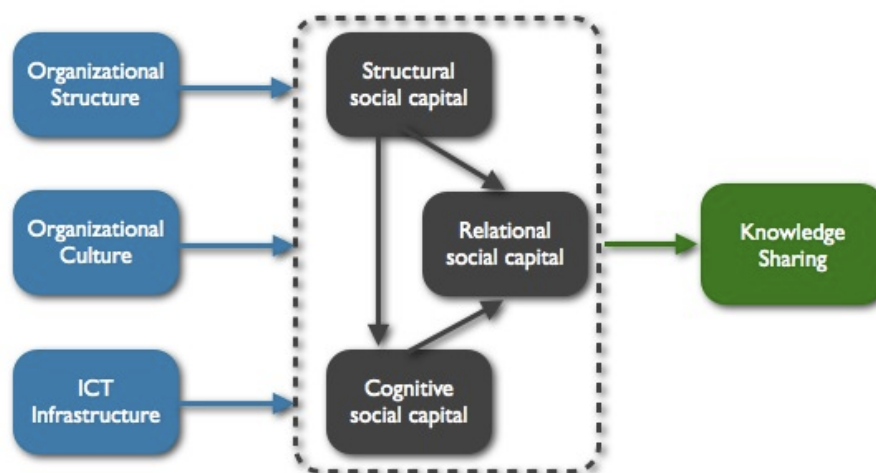 Organizational
Structure
Structural
social capital
Organizational
Culture
Relational
social capital
Knowledge
Sharing
ICT
Infrastructure
Cognitive
social capital